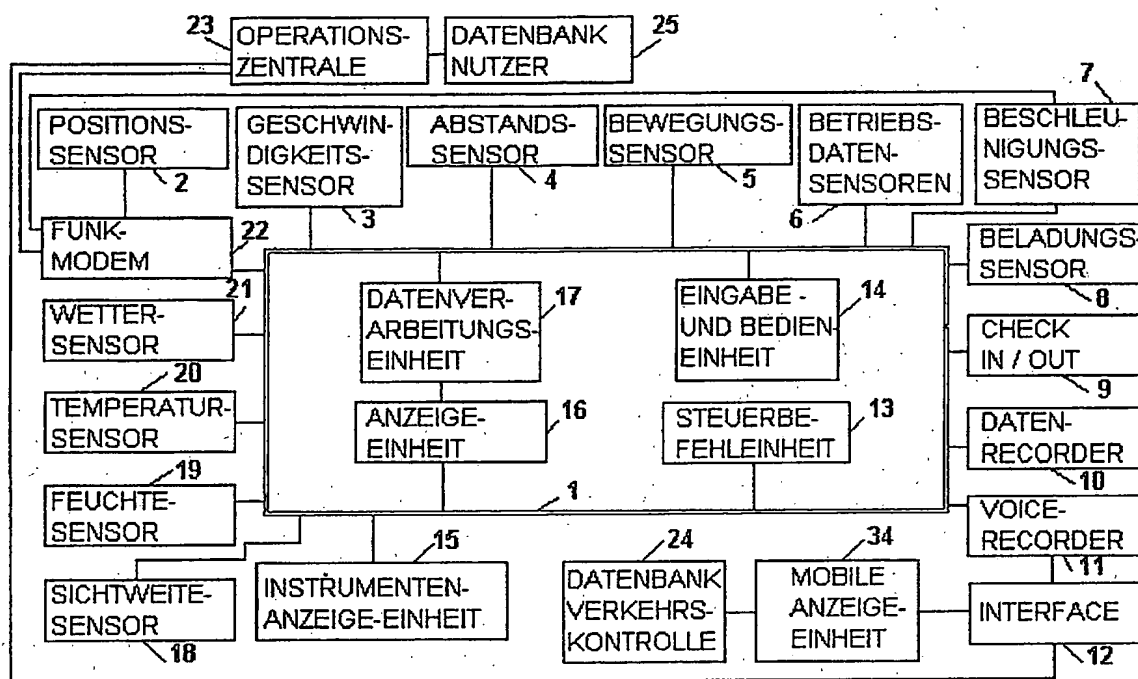 23
OPERATIONS-
ZENTRALE
DATENBANK
NUTZER
25
7
POSITIONS-
SENSOR
2
GESCHWIN-
DIGKEITS-
SENSOR
3
ABSTANDS-
SENSOR
4
BEWEGUNGS-
SENSOR
5
BETRIEBS-
DATEN-
SENSOREN
6
BESCHLEU-
NIGUNGS-
SENSOR
FUNK-
MODEM
22
BELADUNGS-
SENSOR
8
21
WETTER-
SENSOR
DATENVER-
ARBEITUNGS-
EINHEIT
17
EINGABE -
UND BEDIEN-
EINHEIT
14
CHECK
IN / OUT
9
20
TEMPERATUR-
SENSOR
ANZEIGE-
EINHEIT
16
STEUERBE-
FEHLEINHEIT
13
DATEN-
RECORDER
10
19
FEUCHTE-
SENSOR
1
VOICE-
RECORDER
11
SICHTWEITE-
SENSOR
18
15
INSTRUMENTEN-
ANZEIGE-EINHEIT
24
DATENBANK
VERKEHRS-
KONTROLLE
34
MOBILE
ANZEIGE-
EINHEIT
INTERFACE
12